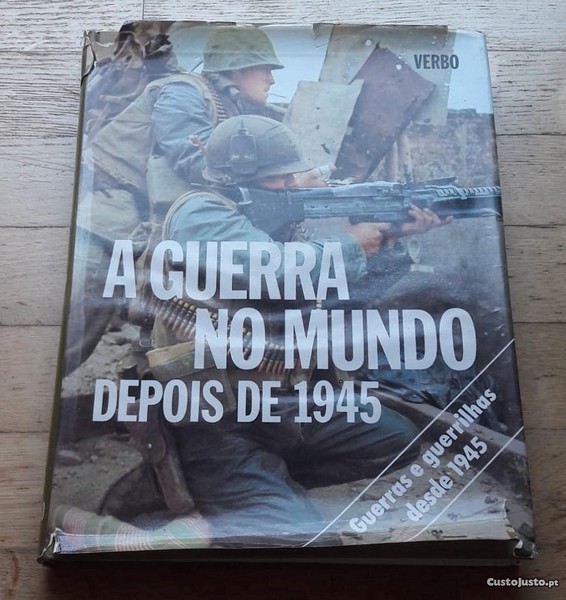 VERBO
A GUERRA
NO MUNDO
DEPOIS DE 1945
Guerras e guerrilhas
desde 1945
CustoJusto.pt